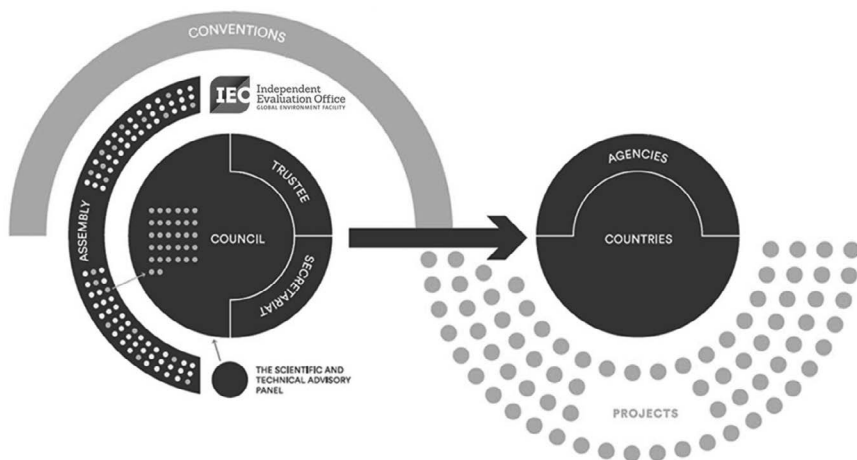 CONVENTIONS
IEO Independent
Evaluation Office
GLOBAL ENVIRONMENT FACILITY
ASSEMBLY
TRUSTEE
COUNCIL
SECRETARIAT
THE SCIENTIFIC AND
TECHNICAL ADVISORY
PANEL
AGENCIES
COUNTRIES
PROJECTS